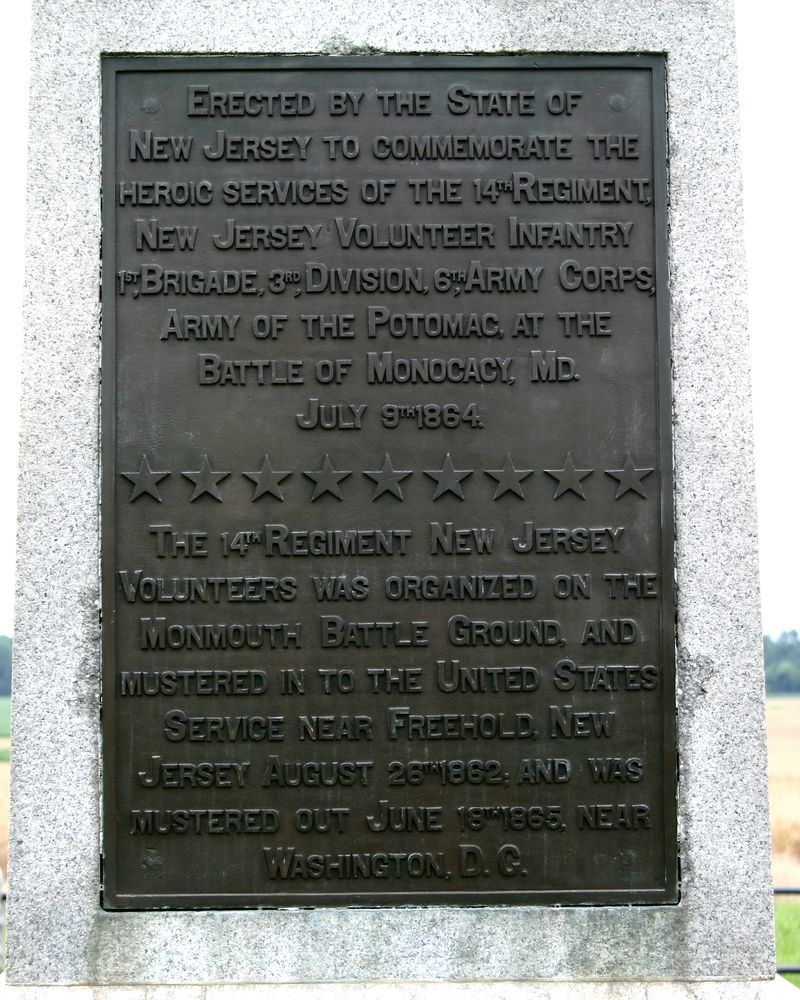 Erected by the State of
New Jersey to commemorate the
heroic services of the 14th Regiment,
New Jersey Volunteer Infantry
1st, Brigade, 3rd, Division, 6th, Army Corps,
Army of the Potomac, at the
Battle of Monocacy, Md.
July 9th 1864.
The 14th Regiment New Jersey
Volunteers was organized on the
Monmouth Battle Ground, and
mustered in to the United States
Service near Freehold, New
Jersey August 26th 1862; and was
mustered out June 18th 1865, near
Washington, D. C.